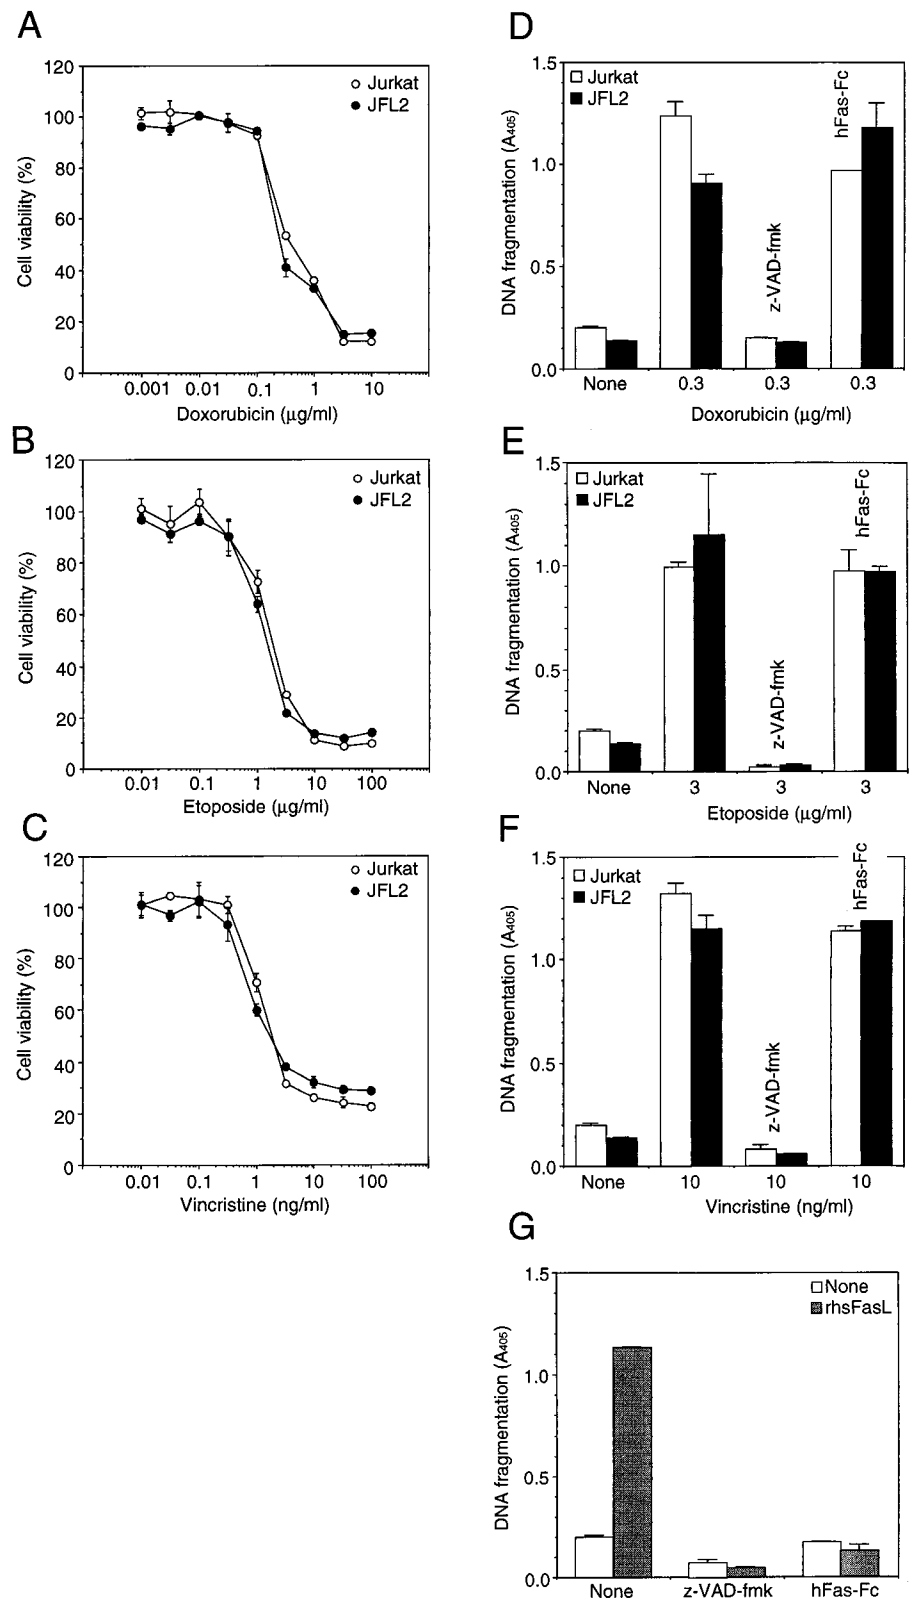 A
120
100
80
60
40
20
0
Cell viability (%)
Jurkat
JFL2
0.001 0.01 0.1 1 10
Doxorubicin (μg/ml)
B
120
100
80
60
40
20
0
Cell viability (%)
Jurkat
JFL2
0.01 0.1 1 10 100
Etoposide (μg/ml)
C
120
100
80
60
40
20
0
Cell viability (%)
Jurkat
JFL2
0.01 0.1 1 10 100
Vincristine (ng/ml)
D
1.5
1.0
0.5
0.0
DNA fragmentation (A405)
Jurkat
JFL2
z-VAD-fmk
hFas-Fc
None 0.3 0.3 0.3
Doxorubicin (μg/ml)
E
1.5
1.0
0.5
0.0
DNA fragmentation (A405)
Jurkat
JFL2
z-VAD-fmk
hFas-Fc
None 3 3 3
Etoposide (μg/ml)
F
1.5
1.0
0.5
0.0
DNA fragmentation (A405)
Jurkat
JFL2
z-VAD-fmk
hFas-Fc
None 10 10 10
Vincristine (ng/ml)
G
1.5
1.0
0.5
0.0
DNA fragmentation (A405)
None
rhsFasL
None z-VAD-fmk hFas-Fc